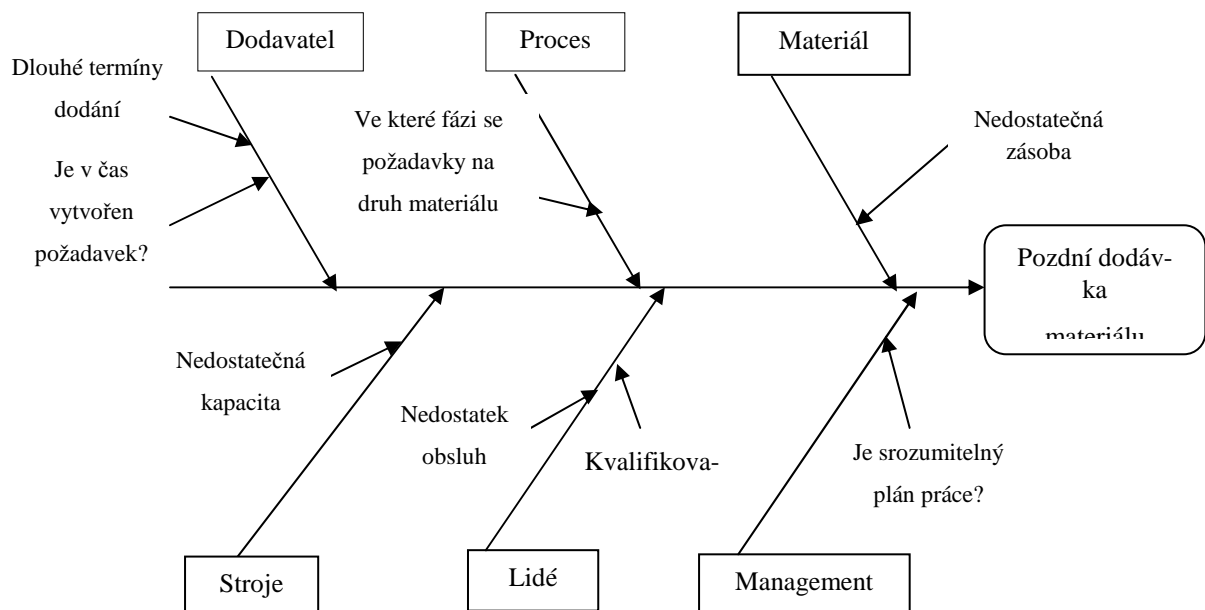 Dodavatel
Proces
Materiál
Dlouhé termíny
dodání
Je v čas
vytvořen
požadavek?
Ve které fázi se
požadavky na
druh materiálu
Nedostatečná
zásoba
Pozdní dodáv-
ka
materiálu
Nedostatečná
kapacita
Nedostatek
obsluh
Kvalifikova-
Je srozumitelný
plán práce?
Stroje
Lidé
Management